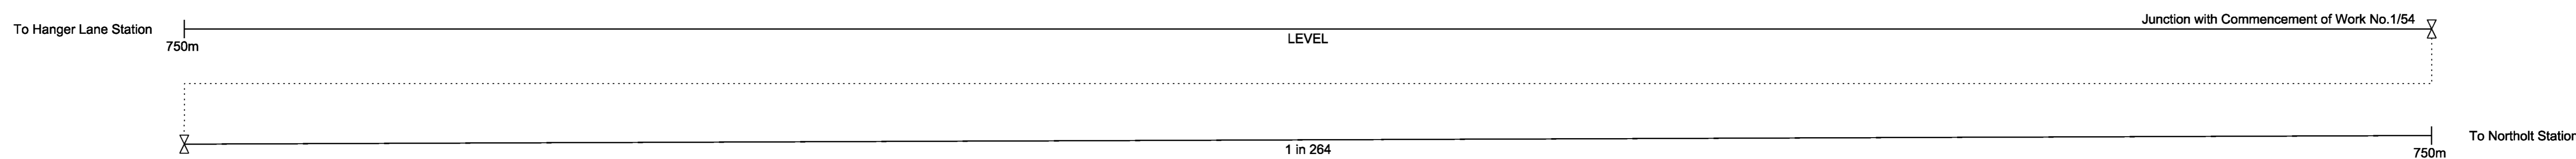 Junction with Commencement of Work No.1/54
To Hanger Lane Station
750m
LEVEL
To Northolt Station
1 in 264
750m